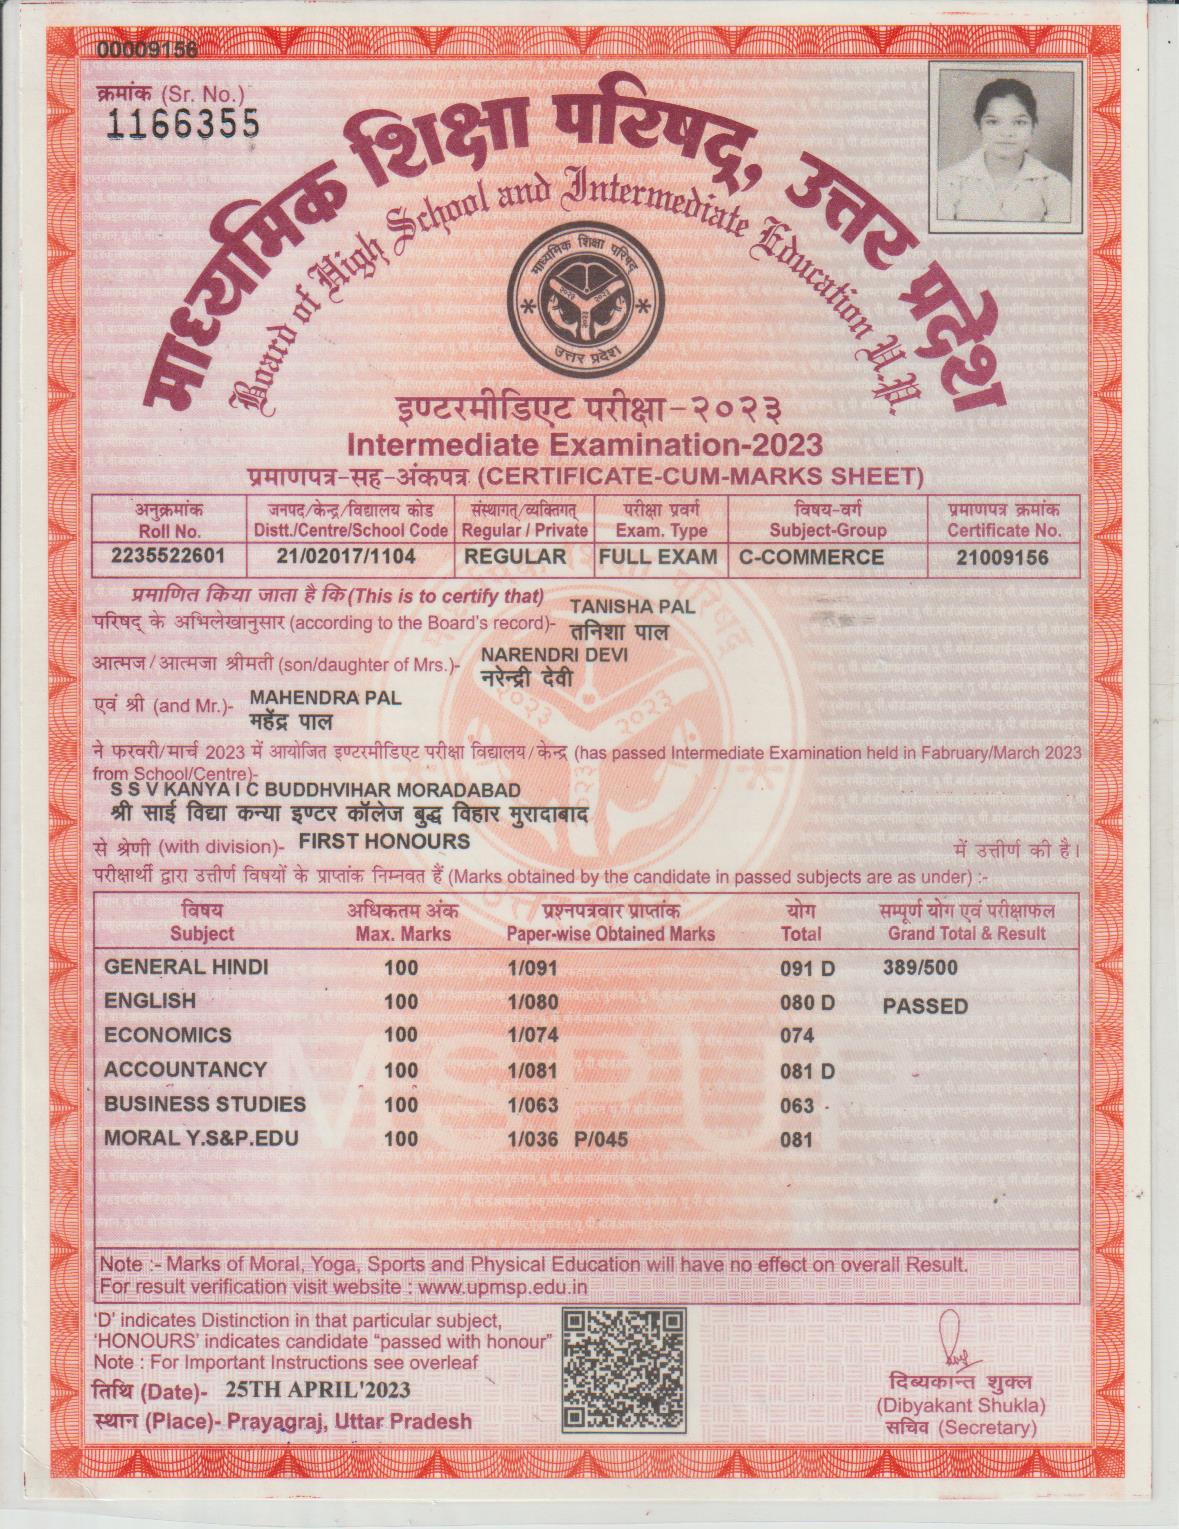 00009156
क्रमांक (Sr. No.)
1166355
माध्यमिक शिक्षा परिषद्, उत्तर प्रदेश
Board of High School and Intermediate Education U.P.
माध्यमिक शिक्षा परिषद्
२०२३ २०२३
२०२३
उत्तर प्रदेश
इण्टरमीडिएट परीक्षा-२०२३
Intermediate Examination-2023
प्रमाणपत्र-सह-अंकपत्र (CERTIFICATE-CUM-MARKS SHEET)
अनुक्रमांक जनपद/केन्द्र/विद्यालय कोड संस्थागत/व्यक्तिगत परीक्षा प्रवर्ग विषय-वर्ग प्रमाणपत्र क्रमांक
Roll No. Distt./Centre/School Code Regular / Private Exam. Type Subject-Group Certificate No.
2235522601 21/02017/1104 REGULAR FULL EXAM C-COMMERCE 21009156
प्रमाणित किया जाता है कि (This is to certify that) TANISHA PAL
परिषद् के अभिलेखानुसार (according to the Board's record)- तनिशा पाल
NARENDRI DEVI
आत्मज/आत्मजा श्रीमती (son/daughter of Mrs.)- नरेन्द्री देवी
MAHENDRA PAL
एवं श्री (and Mr.)- महेंद्र पाल
ने फरवरी/मार्च 2023 में आयोजित इण्टरमीडिएट परीक्षा विद्यालय/केन्द्र (has passed Intermediate Examination held in Fabruary/March 2023
from School/Centre)-
S S V KANYA I C BUDDHVIHAR MORADABAD
श्री साई विद्या कन्या इण्टर कॉलेज बुद्ध विहार मुरादाबाद
से श्रेणी (with division)- FIRST HONOURS में उत्तीर्ण की है।
परीक्षार्थी द्वारा उत्तीर्ण विषयों के प्राप्तांक निम्नवत हैं (Marks obtained by the candidate in passed subjects are as under) :-
विषय अधिकतम अंक प्रश्नपत्रवार प्राप्तांक योग सम्पूर्ण योग एवं परीक्षाफल
Subject Max. Marks Paper-wise Obtained Marks Total Grand Total & Result
GENERAL HINDI 100 1/091 091 D 389/500
ENGLISH 100 1/080 080 D PASSED
ECONOMICS 100 1/074 074
ACCOUNTANCY 100 1/081 081 D
BUSINESS STUDIES 100 1/063 063
MORAL Y.S&P.EDU 100 1/036 P/045 081
Note :- Marks of Moral, Yoga, Sports and Physical Education will have no effect on overall Result.
For result verification visit website : www.upmsp.edu.in
'D' indicates Distinction in that particular subject,
'HONOURS' indicates candidate "passed with honour"
Note : For Important Instructions see overleaf
तिथि (Date)- 25TH APRIL'2023
स्थान (Place)- Prayagraj, Uttar Pradesh
दिब्यकान्त शुक्ल
(Dibyakant Shukla)
सचिव (Secretary)